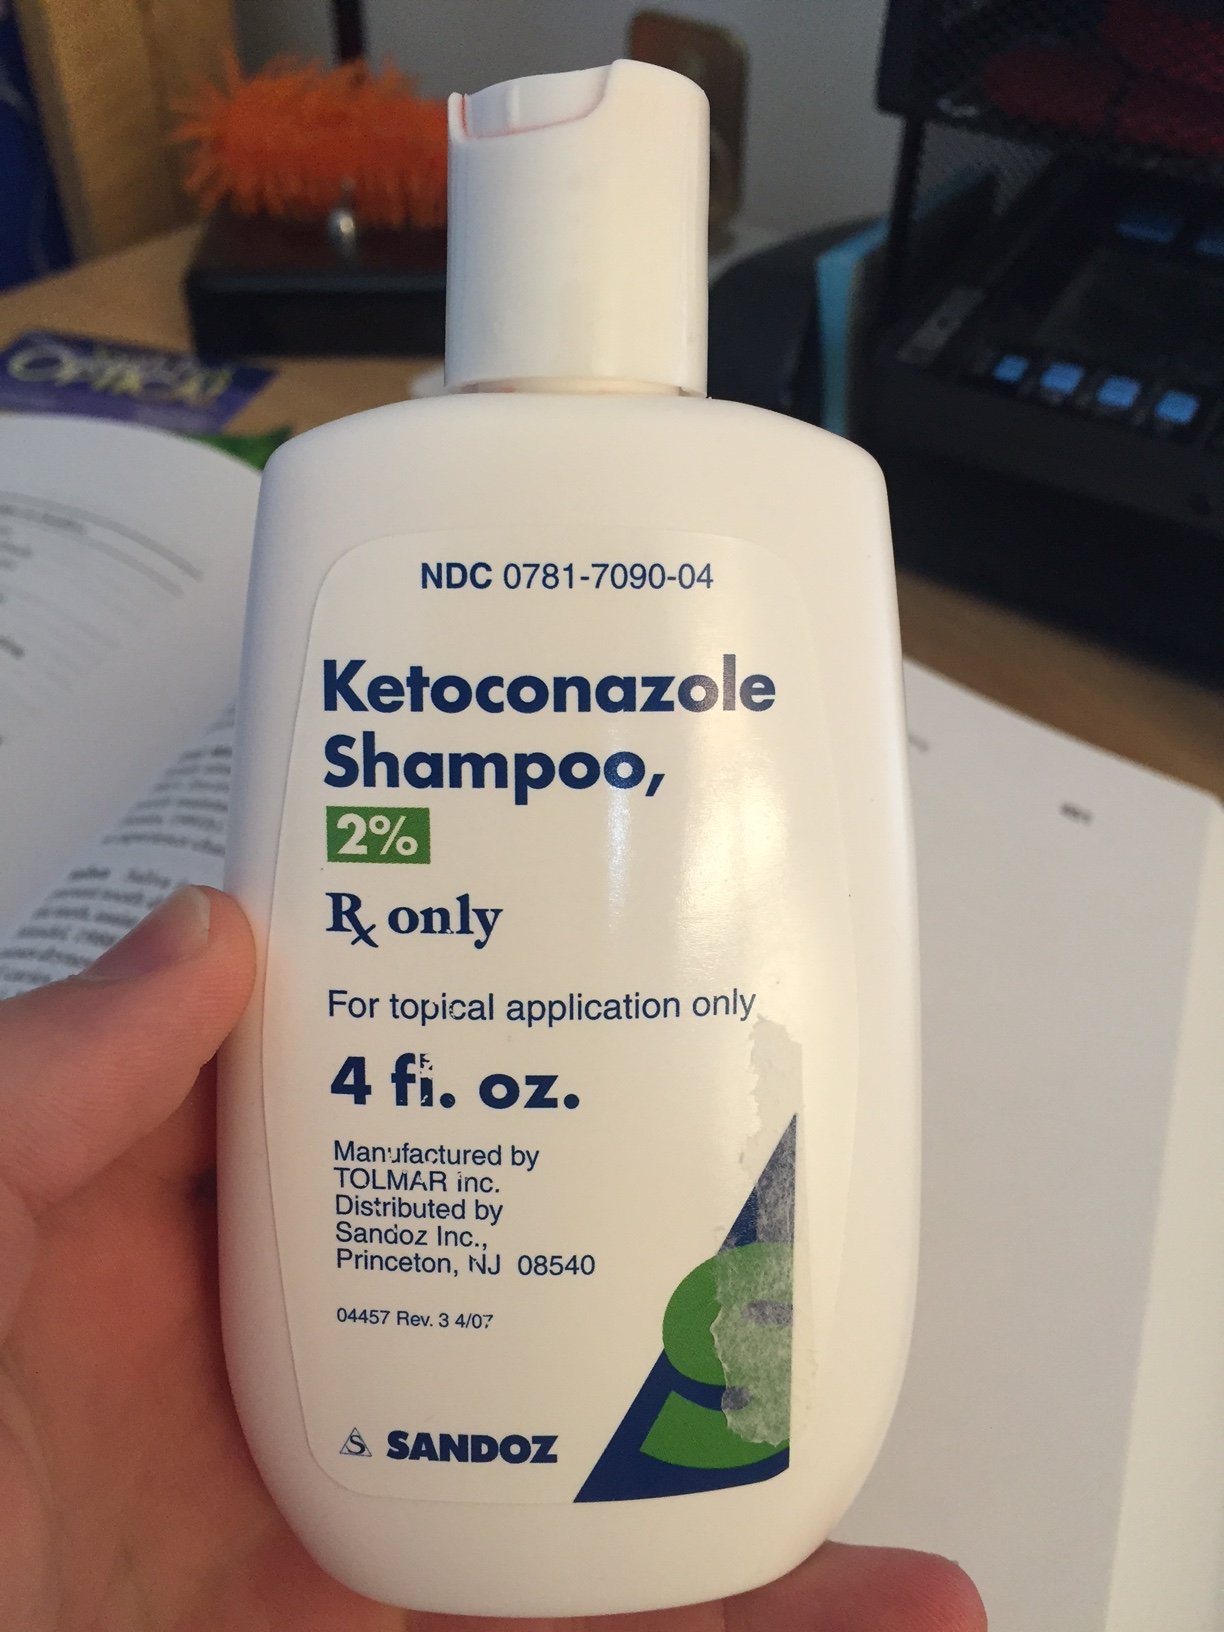 OPTICAL
NDC 0781-7090-04
Ketoconazole
Shampoo,
2%
Rx only
For topical application only
4 fl. oz.
Manufactured by
TOLMAR Inc.
Distributed by
Sandoz Inc.,
Princeton, NJ 08540
04457 Rev. 3 4/07
S SANDOZ